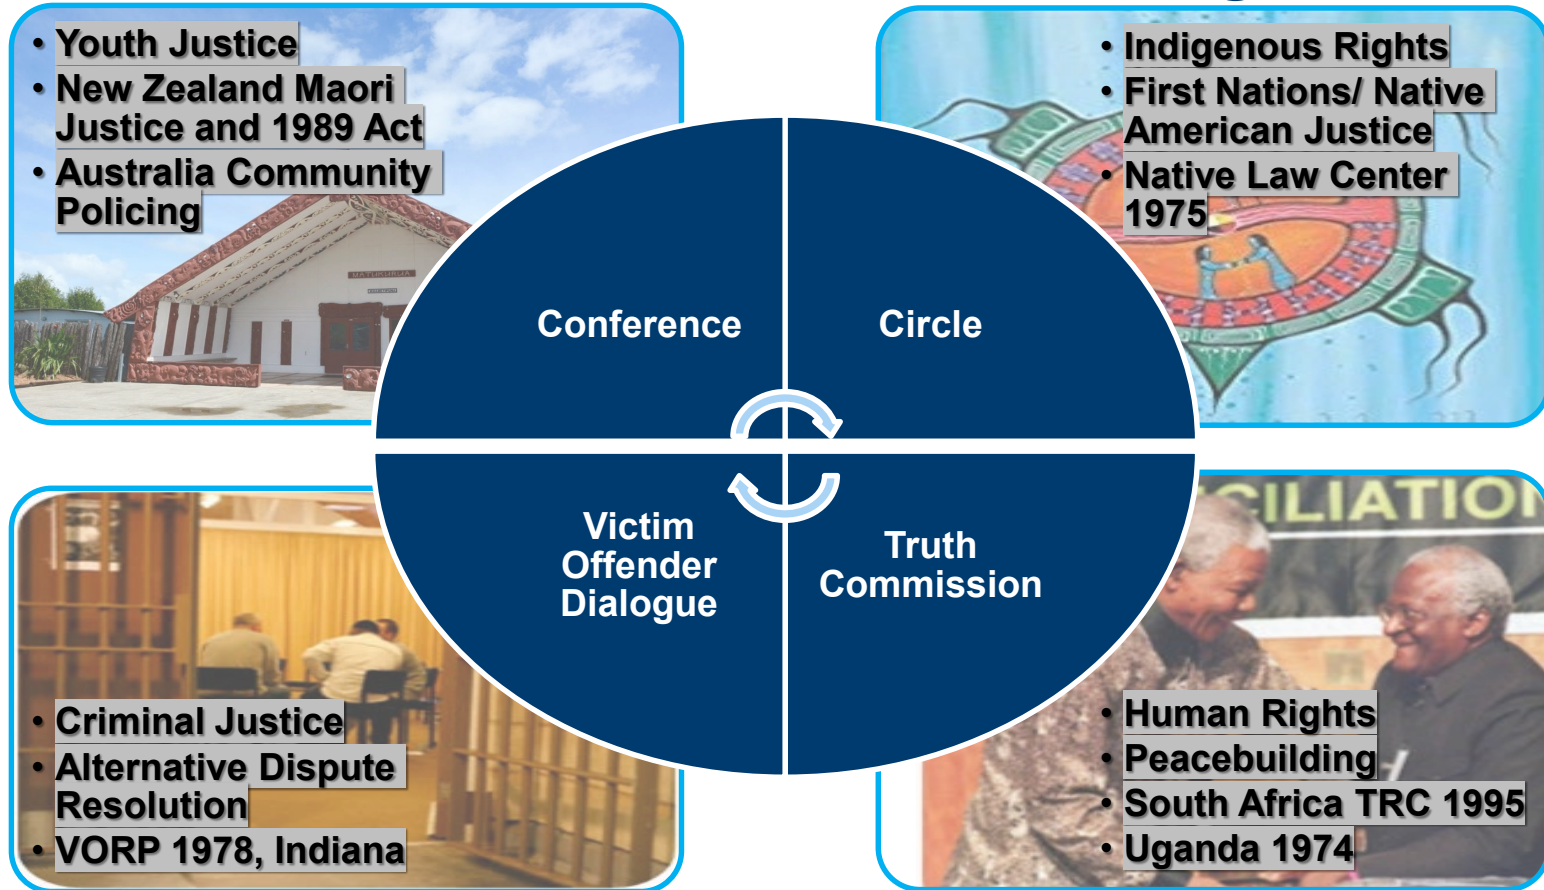 • Youth Justice
• New Zealand Maori
Justice and 1989 Act
• Australia Community
Policing
• Indigenous Rights
• First Nations/ Native
American Justice
• Native Law Center
1975
Conference
Circle
Victim
Offender
Dialogue
Truth
Commission
CILIATION
• Criminal Justice
• Alternative Dispute
Resolution
• VORP 1978, Indiana
• Human Rights
• Peacebuilding
• South Africa TRC 1995
• Uganda 1974